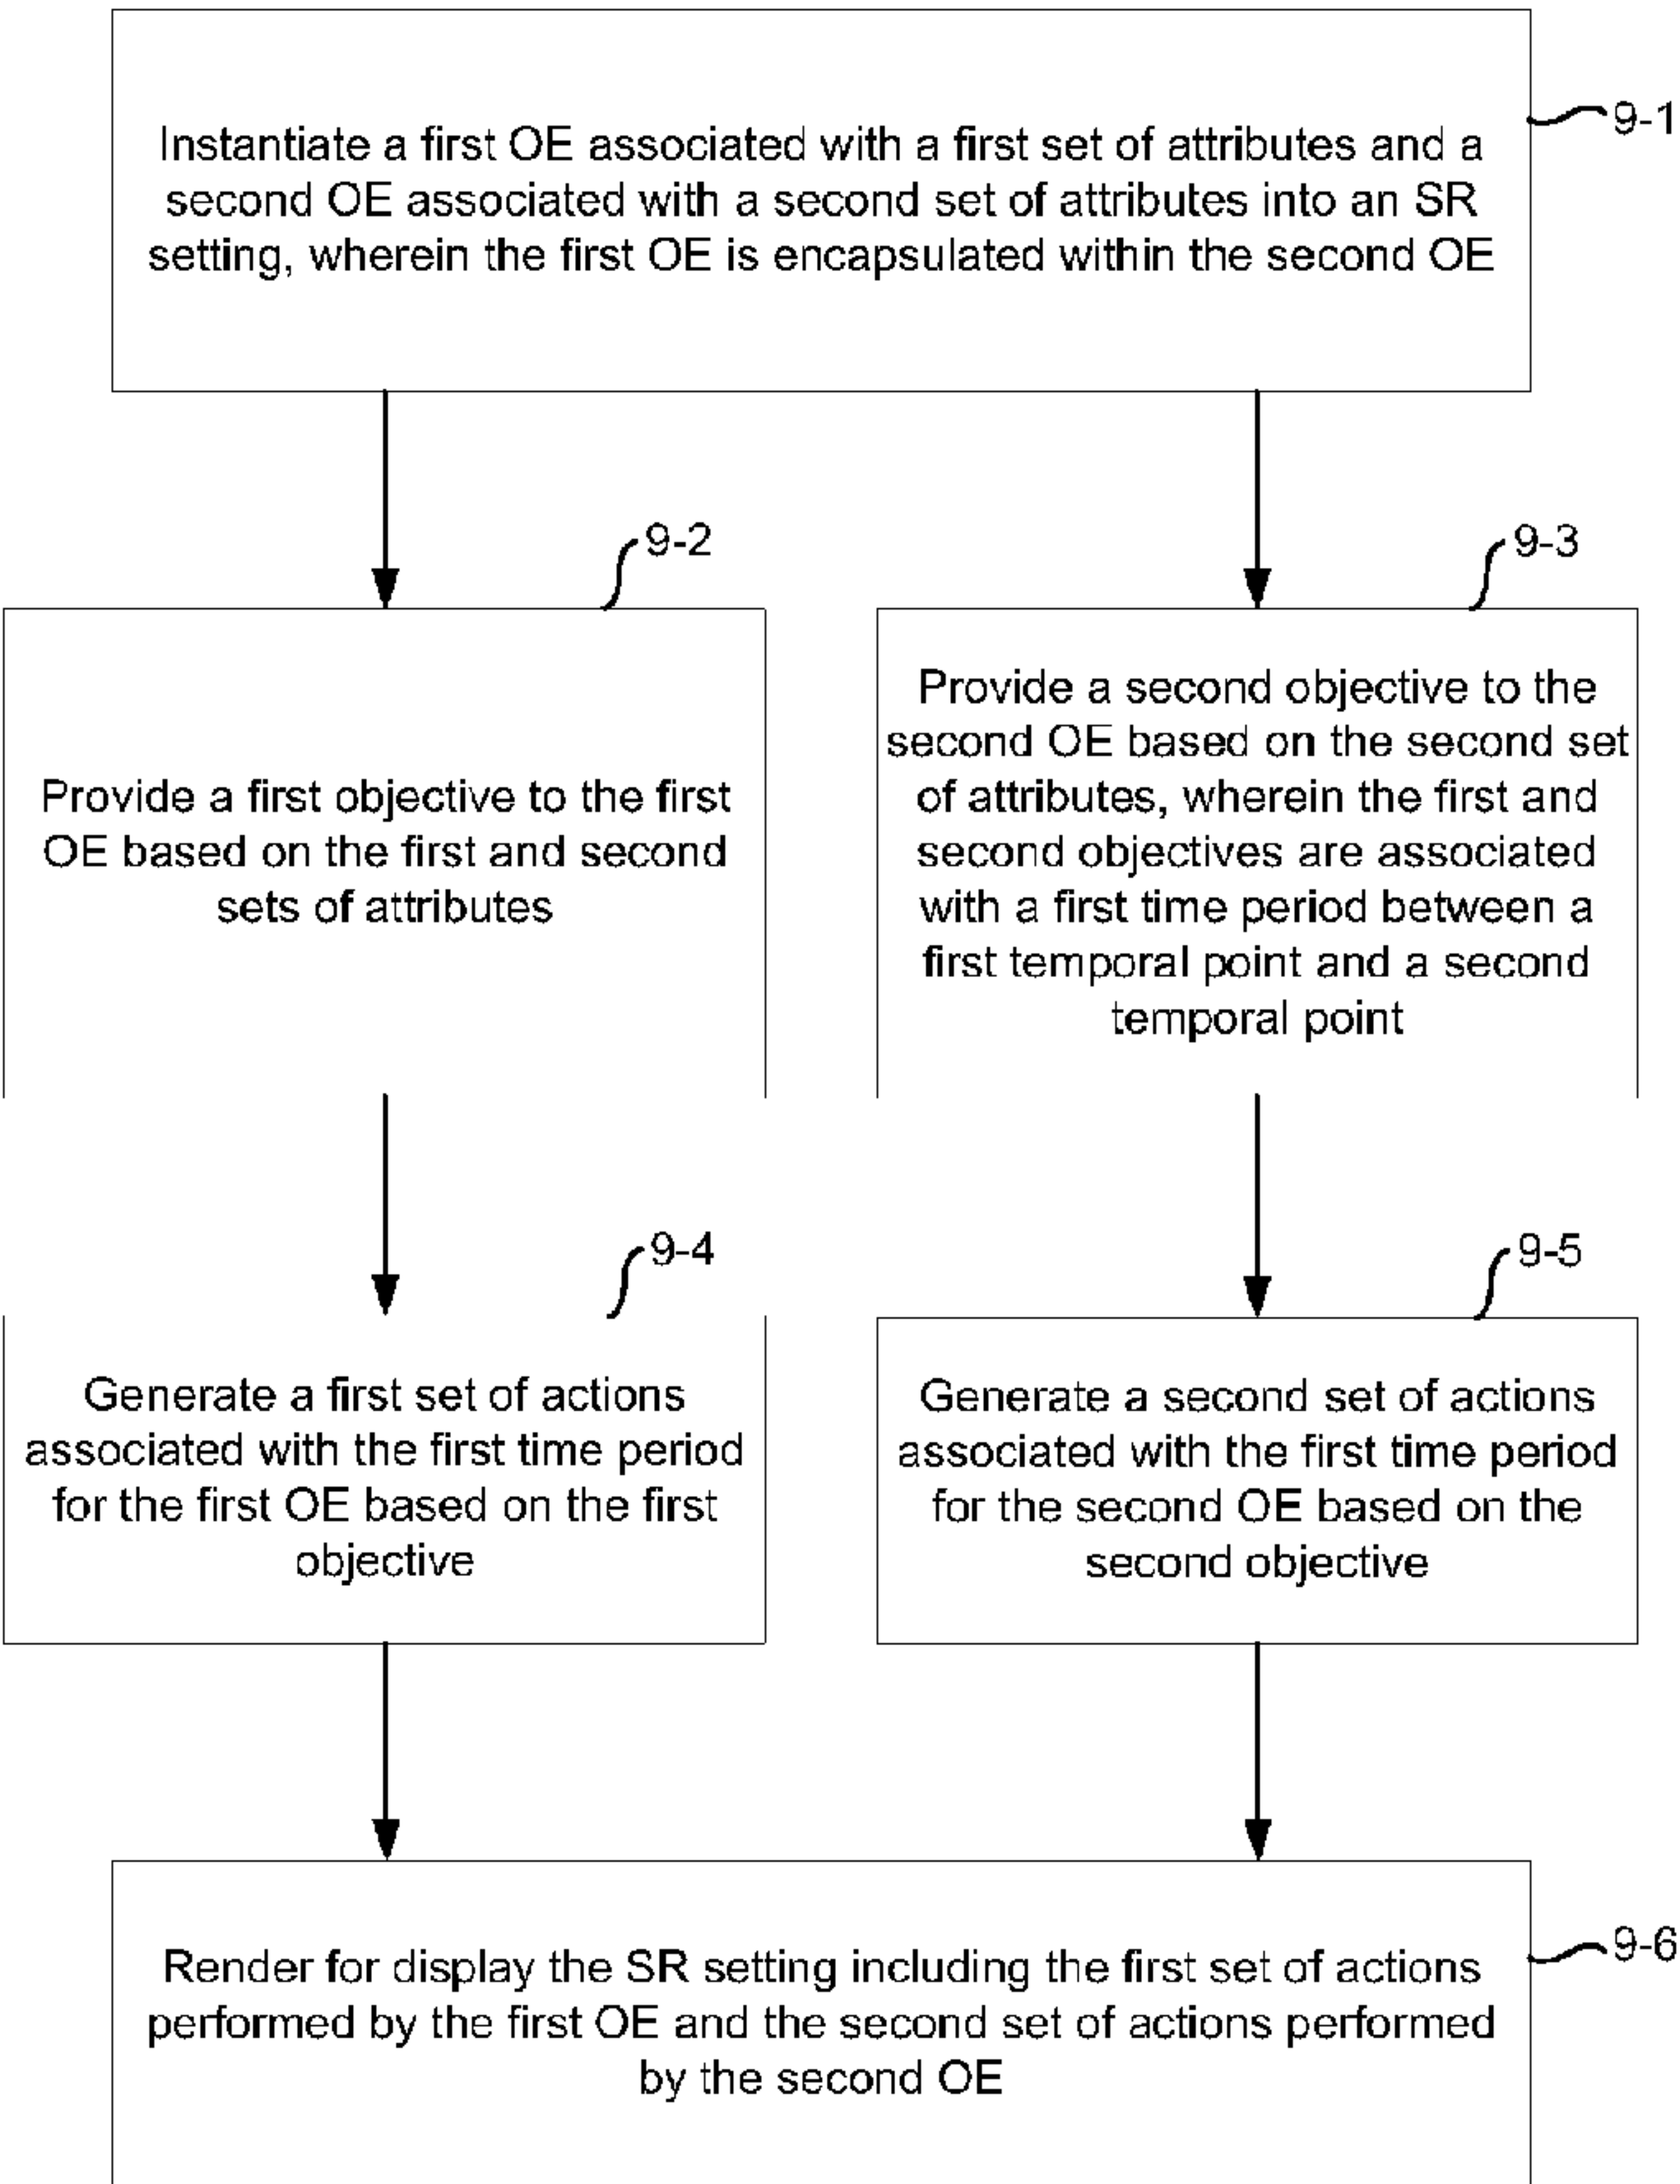 Instantiate a first OE associated with a first set of attributes and a
second OE associated with a second set of attributes into an SR
setting, wherein the first OE is encapsulated within the second OE
9-1
9-2
Provide a first objective to the first
OE based on the first and second
sets of attributes
9-3
Provide a second objective to the
second OE based on the second set
of attributes, wherein the first and
second objectives are associated
with a first time period between a
first temporal point and a second
temporal point
9-4
Generate a first set of actions
associated with the first time period
for the first OE based on the first
objective
9-5
Generate a second set of actions
associated with the first time period
for the second OE based on the
second objective
9-6
Render for display the SR setting including the first set of actions
performed by the first OE and the second set of actions performed
by the second OE